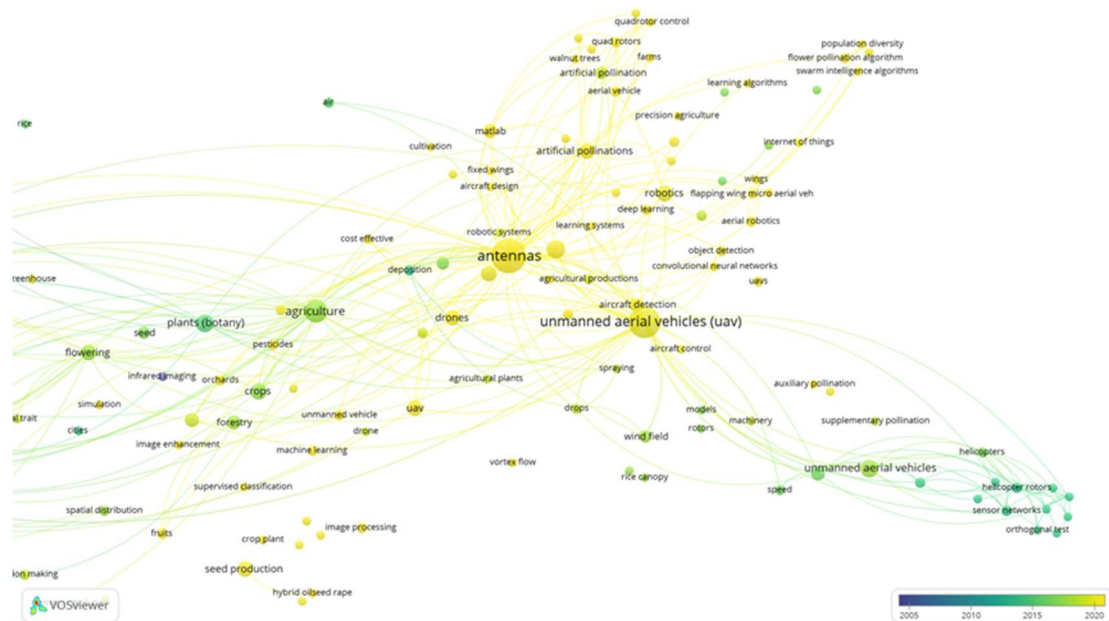 quadrotor control
quad rotors
population diversity
walnut trees
farms
flower pollination algorithm
artificial pollination
swarm intelligence algorithms
learning algorithms
aerial vehicle
air
precision agriculture
rice
matlab
internet of things
cultivation
artificial pollinations
fixed wings
wings
aircraft design
robotics
flapping wing micro aerial veh
deep learning
aerial robotics
learning systems
robotic systems
cost effective
object detection
antennas
convolutional neural networks
deposition
reenhouse
agricultural productions
uavs
aircraft detection
agriculture
drones
unmanned aerial vehicles (uav)
plants (botany)
seed
pesticides
aircraft control
flowering
spraying
infrared imaging
orchards
agricultural plants
auxiliary pollination
crops
simulation
uav
drops
models
al trait
unmanned vehicle
machinery
supplementary pollination
forestry
cities
drone
rotors
wind field
image enhancement
machine learning
helicopters
vortex flow
unmanned aerial vehicles
rice canopy
supervised classification
speed
helicopter rotors
spatial distribution
sensor networks
image processing
orthogonal test
fruits
crop plant
ion making
seed production
hybrid oilseed rape
VOSviewer
2005
2010
2015
2020